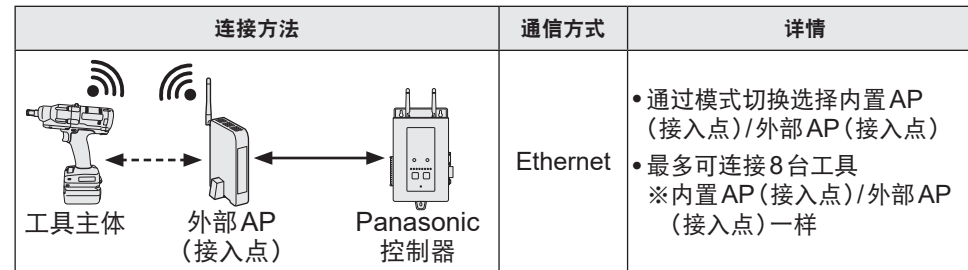 连接方法
通信方式
详情
工具主体
外部AP
（接入点）
Panasonic
控制器
Ethernet
•通过模式切换选择内置AP
（接入点）/外部AP（接入点）
•最多可连接8台工具
※内置AP（接入点）/外部AP
（接入点）一样